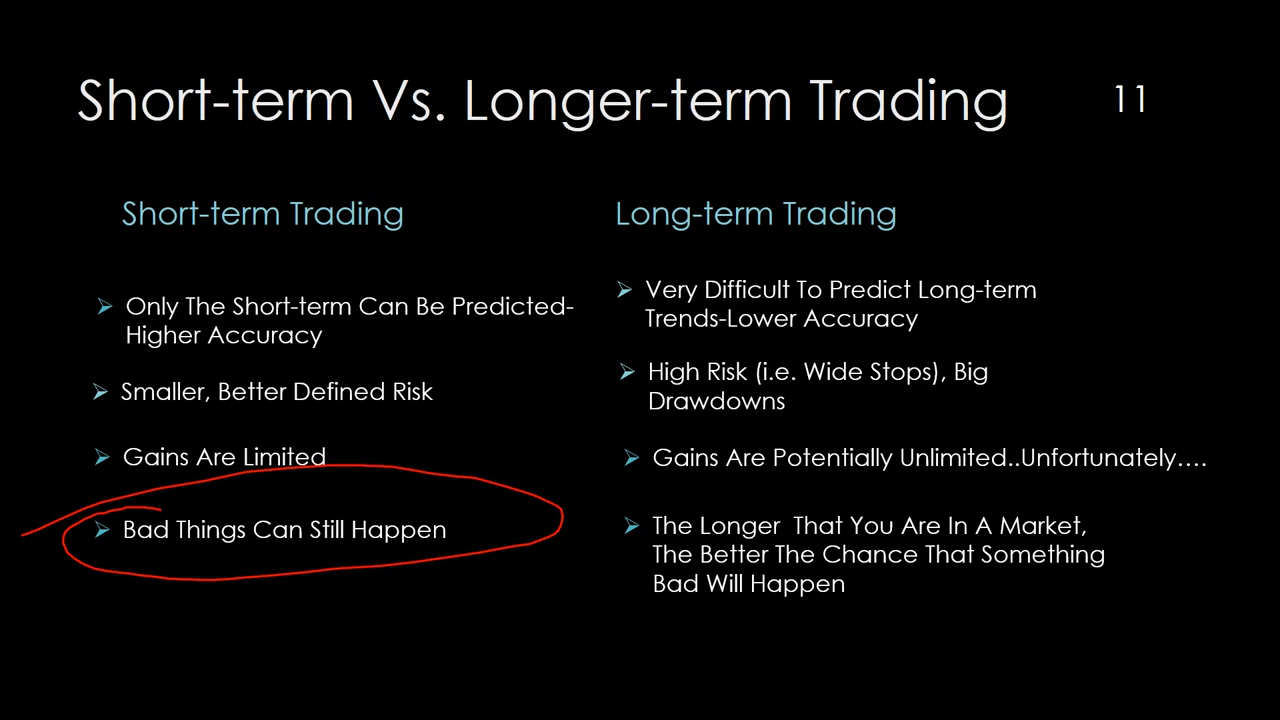 Short-term Vs. Longer-term Trading
11
Short-term Trading
Only The Short-term Can Be Predicted-
Higher Accuracy
Smaller, Better Defined Risk
Gains Are Limited
Bad Things Can Still Happen
Long-term Trading
Very Difficult To Predict Long-term
Trends-Lower Accuracy
High Risk (i.e. Wide Stops), Big
Drawdowns
Gains Are Potentially Unlimited..Unfortunately....
The Longer  That You Are In A Market,
The Better The Chance That Something
Bad Will Happen